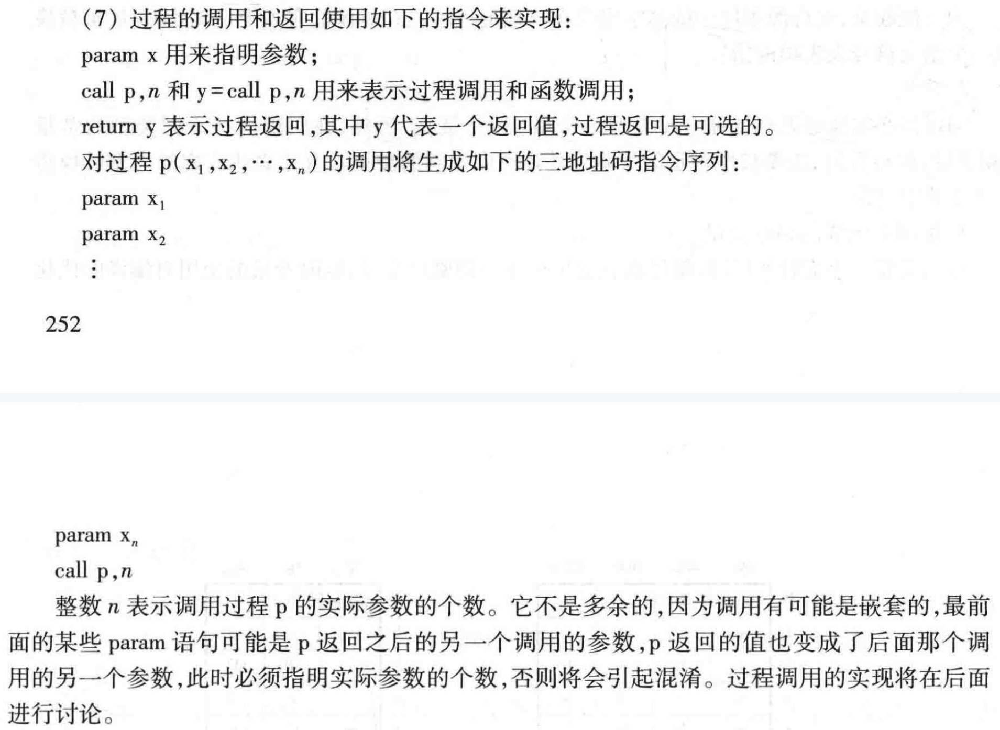 (7) 过程的调用和返回使用如下的指令来实现:
param x 用来指明参数;
call p,n 和 y=call p,n 用来表示过程调用和函数调用;
return y 表示过程返回,其中 y 代表一个返回值,过程返回是可选的。
对过程 p(x₁,x₂,⋯,xₙ)的调用将生成如下的三地址码指令序列:
param x₁
param x₂
⋮
252
param xₙ
call p,n
整数 n 表示调用过程 p 的实际参数的个数。它不是多余的,因为调用有可能是嵌套的,最前
面的某些 param 语句可能是 p 返回之后的另一个调用的参数,p 返回的值也变成了后面那个调
用的另一个参数,此时必须指明实际参数的个数,否则将会引起混淆。过程调用的实现将在后面
进行讨论。